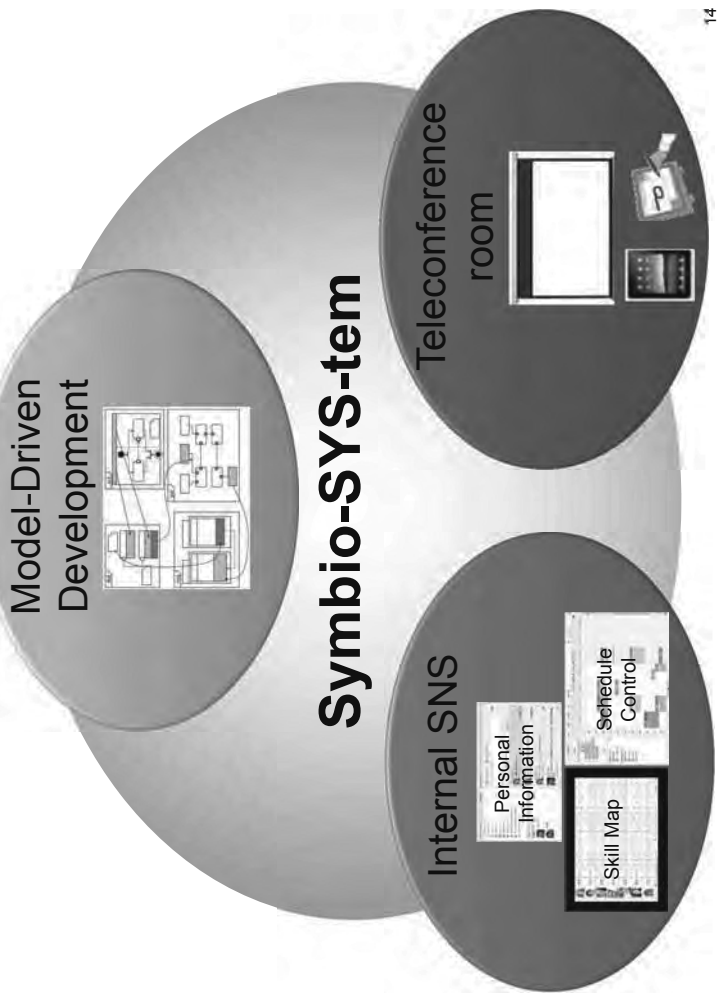 Model-Driven
Development
Symbio-SYS-tem
Internal SNS
Personal
Information
Skill Map
Schedule
Control
Teleconference
room
14